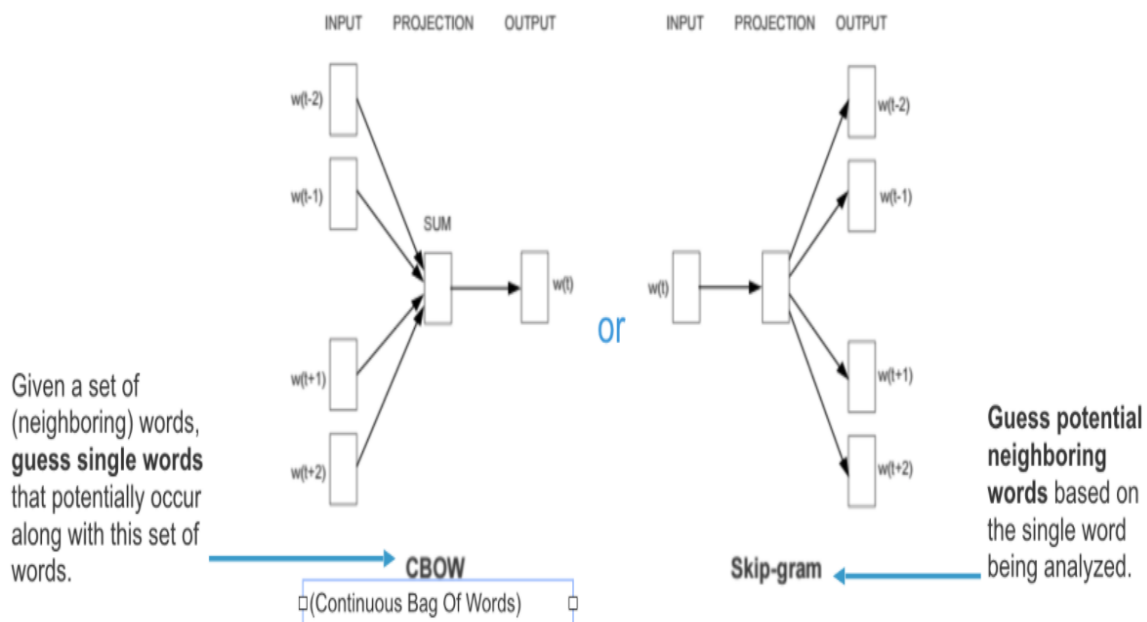 INPUT PROJECTION OUTPUT
w(t-2)
w(t-1)
SUM
w(t)
w(t+1)
w(t+2)
Given a set of
(neighboring) words,
guess single words
that potentially occur
along with this set of
words.
CBOW
(Continuous Bag Of Words)
or
INPUT PROJECTION OUTPUT
w(t-2)
w(t-1)
w(t)
w(t+1)
w(t+2)
Skip-gram
Guess potential
neighboring
words based on
the single word
being analyzed.